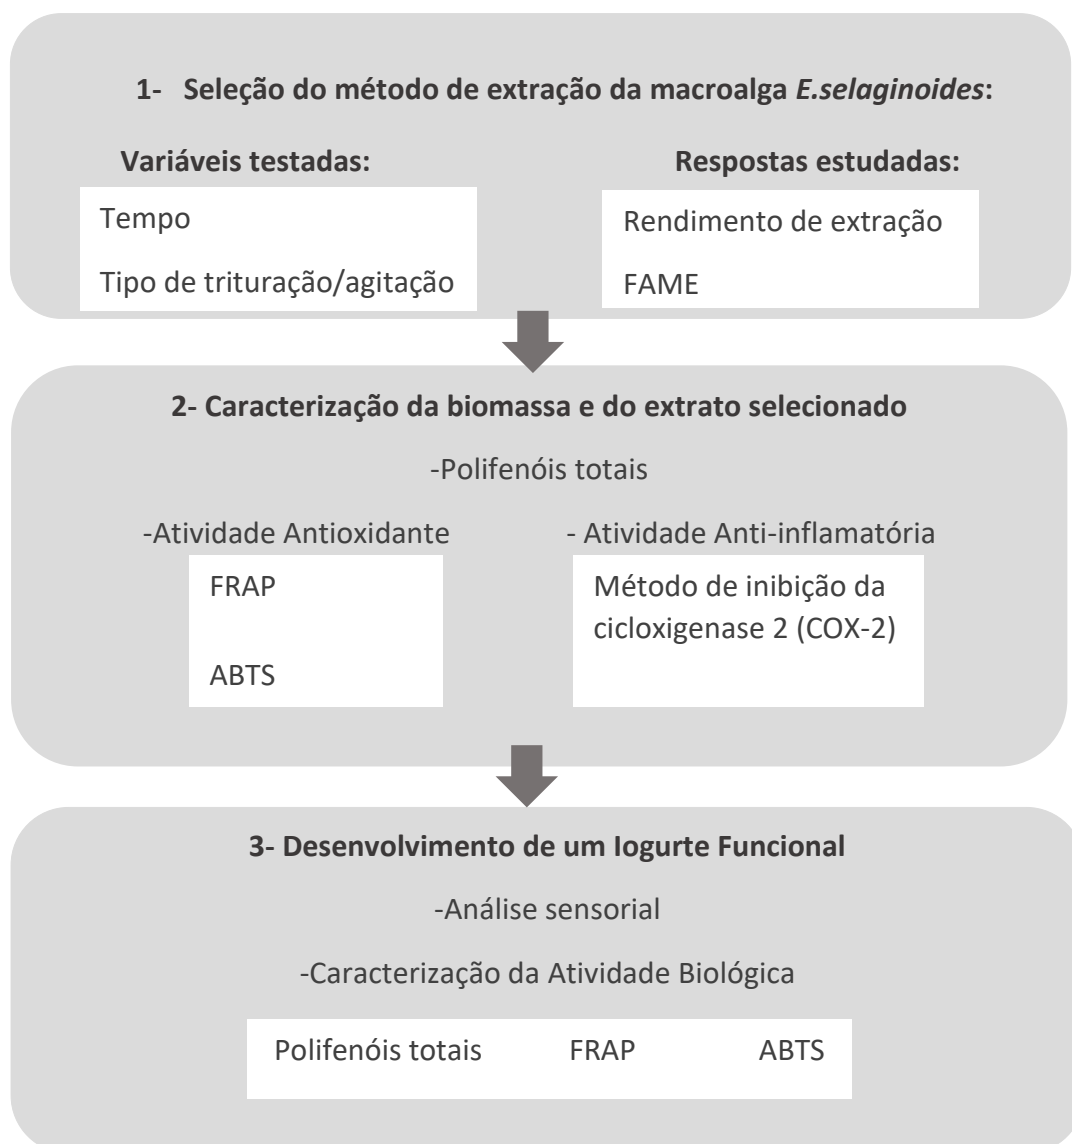 1- Seleção do método de extração da macroalga E.selaginoides:
Variáveis testadas:
Tempo
Tipo de trituração/agitação
Respostas estudadas:
Rendimento de extração
FAME
2- Caracterização da biomassa e do extrato selecionado
-Polifenóis totais
-Atividade Antioxidante
FRAP
ABTS
- Atividade Anti-inflamatória
Método de inibição da
cicloxigenase 2 (COX-2)
3- Desenvolvimento de um Iogurte Funcional
-Análise sensorial
-Caracterização da Atividade Biológica
Polifenóis totais FRAP ABTS